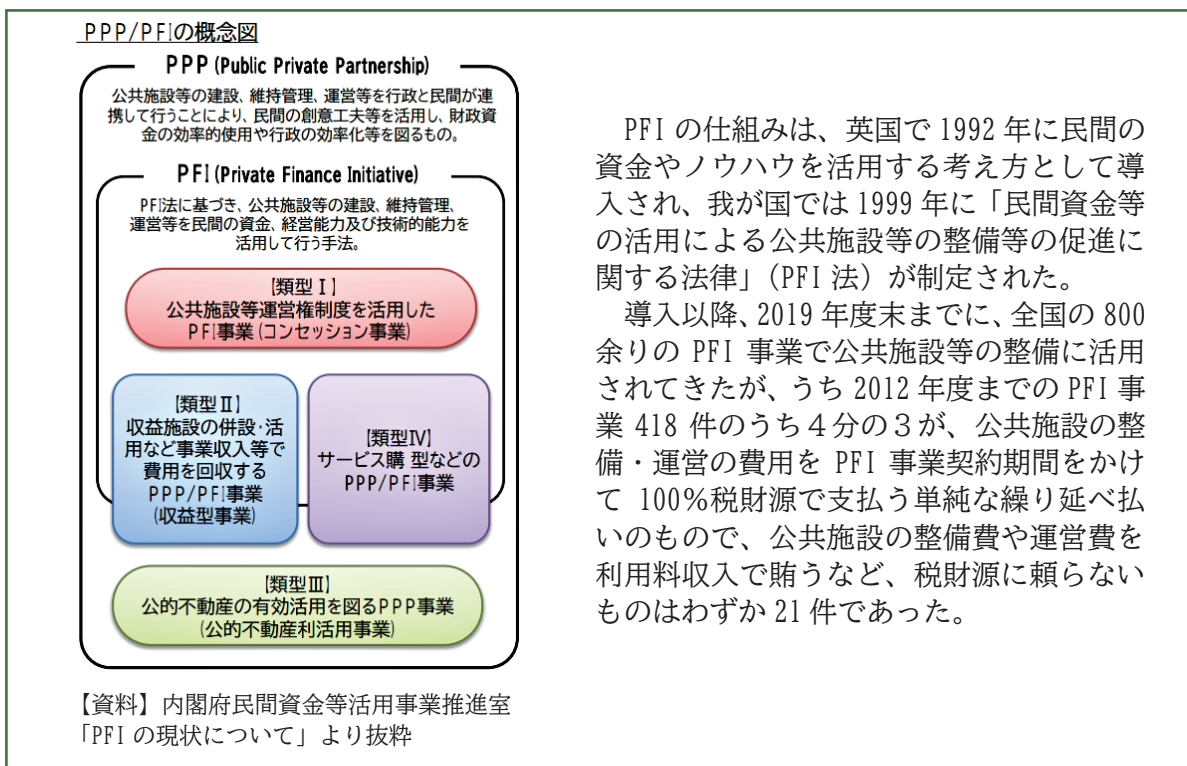 PPP/PFIの概念図
PPP(Public Private Partnership)
公共施設等の建設、維持管理、運営等を行政と民間が連
携して行うことにより、民間の創意工夫等を活用し、財政資
金の効率的使用や行政の効率化等を図るもの。
PFI(Private Finance Initiative)
PFI法に基づき、公共施設等の建設、維持管理、
運営等を民間の資金、経営能力及び技術的能力を
活用して行う手法。
【類型Ⅰ】
公共施設等運営権制度を活用した
PFI事業(コンセッション事業)
【類型Ⅱ】
収益施設の併設・活
用など事業収入等で
費用を回収する
PPP/PFI事業
(収益型事業)
【類型Ⅳ】
サービス購 型などの
PPP/PFI事業
【類型Ⅲ】
公的不動産の有効活用を図るPPP事業
(公的不動産利活用事業)
【資料】内閣府民間資金等活用事業推進室
「PFIの現状について」より抜粋
PFIの仕組みは、英国で1992年に民間の
資金やノウハウを活用する考え方として導
入され、我が国では1999年に「民間資金等
の活用による公共施設等の整備等の促進に
関する法律」(PFI法)が制定された。
導入以降、2019年度末までに、全国の800
余りのPFI事業で公共施設等の整備に活用
されてきたが、うち2012年度までのPFI事
業418件のうち4分の3が、公共施設の整
備・運営の費用をPFI事業契約期間をかけ
て100%税財源で支払う単純な繰り延べ払
いのもので、公共施設の整備費や運営費を
利用料収入で賄うなど、税財源に頼らない
ものはわずか21件であった。